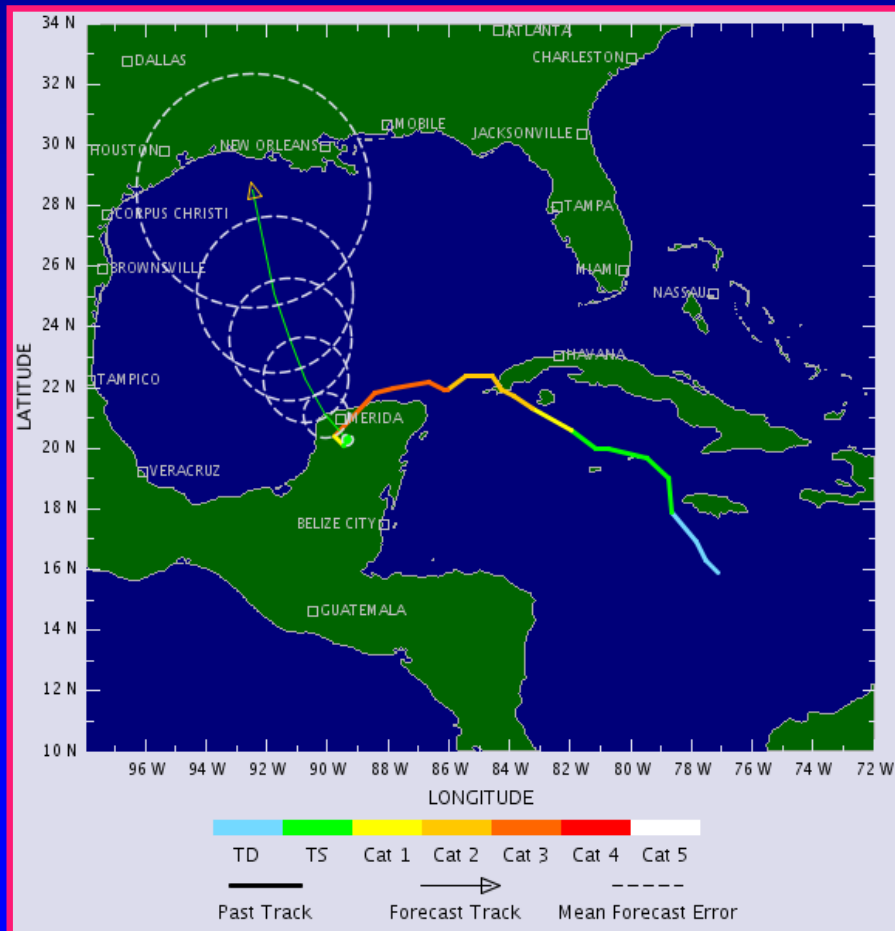 34 N
ATLANTA
DALLAS
CHARLESTON
32 N
MOBILE
JACKSONVILLE
30 N
HOUSTON
NEW ORLEANS
28 N
CORPUS CHRISTI
TAMPA
26 N
BROWNSVILLE
MIAMI
NASSAU
24 N
HAVANA
22 N
TAMPICO
MERIDA
20 N
VERACRUZ
18 N
BELIZE CITY
16 N
GUATEMALA
14 N
12 N
10 N
LATITUDE
96 W 94 W 92 W 90 W 88 W 86 W 84 W 82 W 80 W 78 W 76 W 74 W 72 W
LONGITUDE
TD TS Cat 1 Cat 2 Cat 3 Cat 4 Cat 5
Past Track Forecast Track Mean Forecast Error